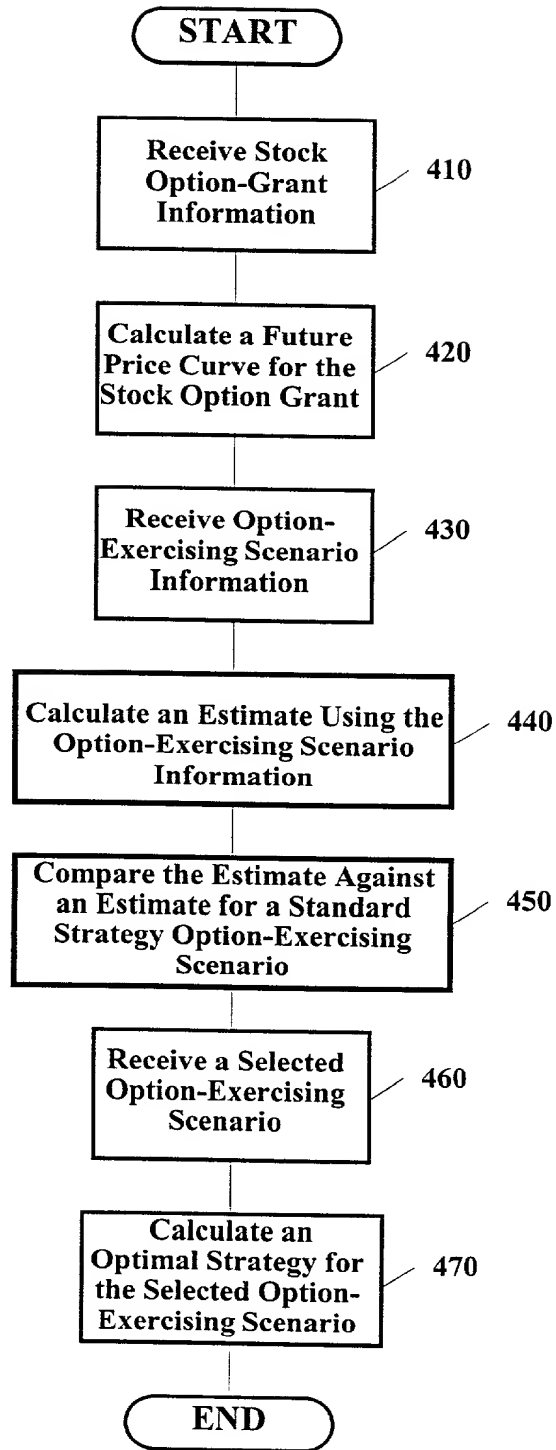 START
Receive Stock
Option-Grant
Information
410
Calculate a Future
Price Curve for the
Stock Option Grant
420
Receive Option-
Exercising Scenario
Information
430
Calculate an Estimate Using the
Option-Exercising Scenario
Information
440
Compare the Estimate Against
an Estimate for a Standard
Strategy Option-Exercising
Scenario
450
Receive a Selected
Option-Exercising
Scenario
460
Calculate an
Optimal Strategy for
the Selected Option-
Exercising Scenario
470
END